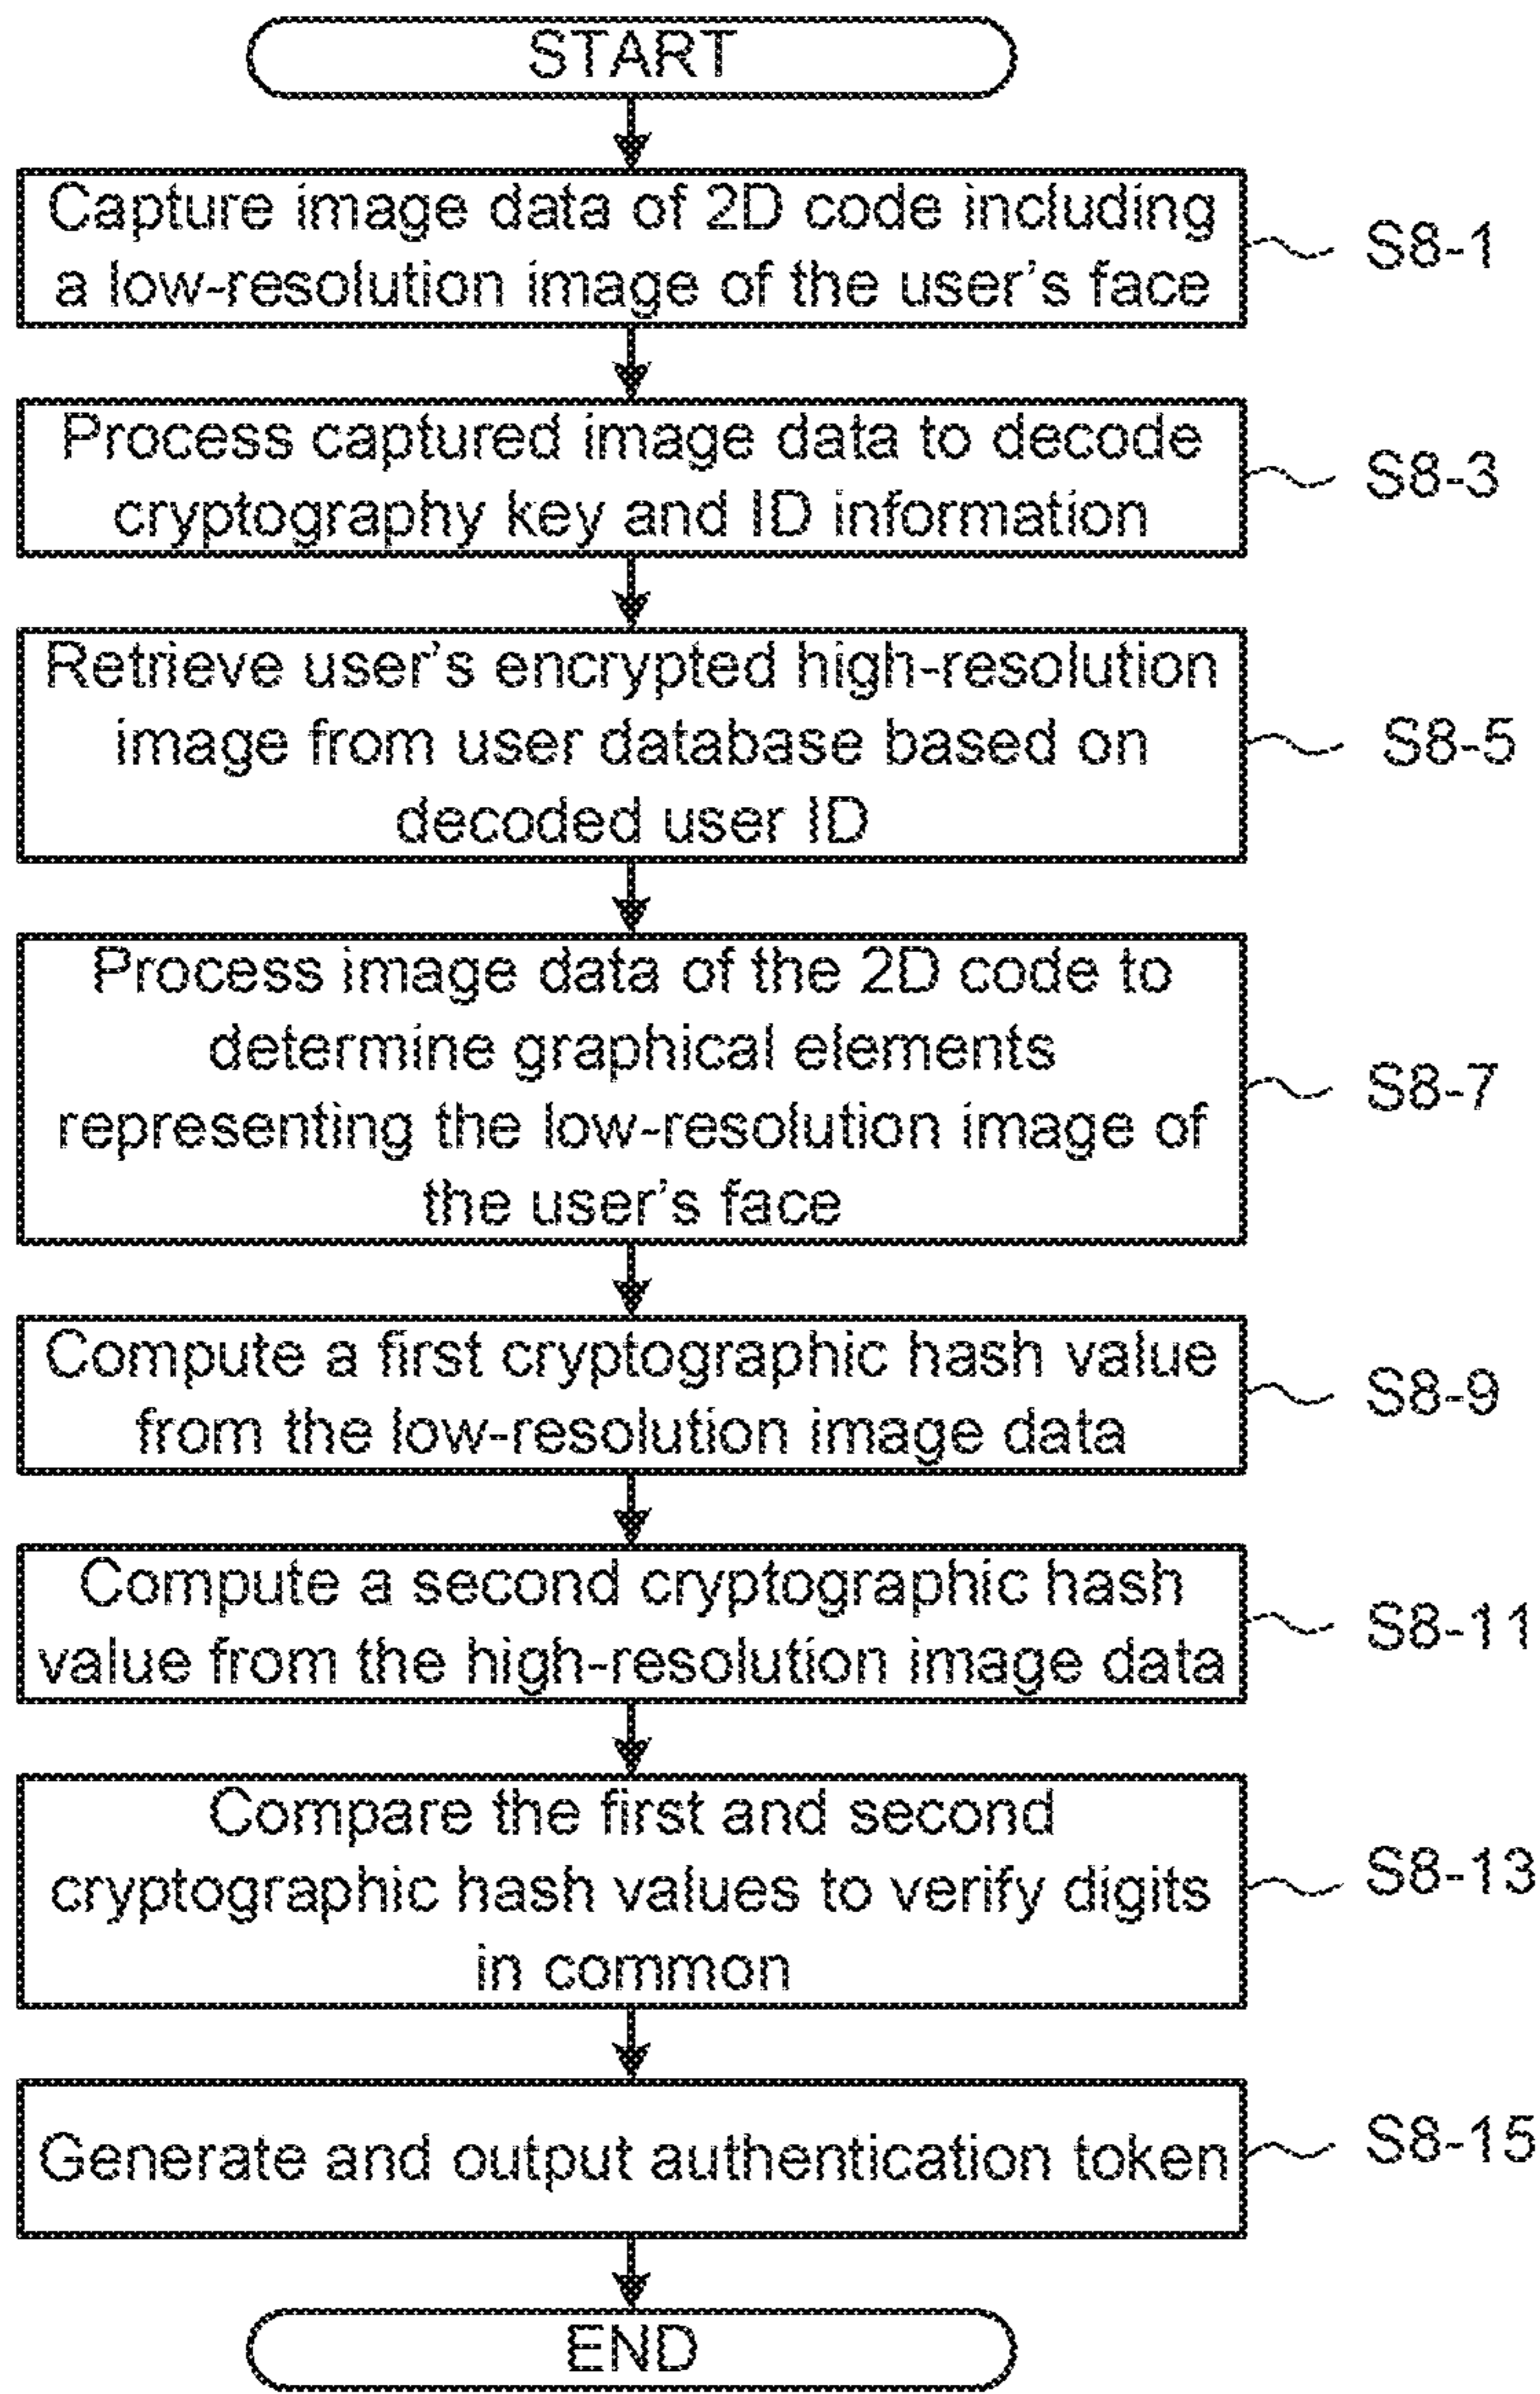 START
Capture image data of 2D code including
a low-resolution image of the user's face
S8-1
Process captured image data to decode
cryptography key and ID information
S8-3
Retrieve user's encrypted high-resolution
image from user database based on
decoded user ID
S8-5
Process image data of the 2D code to
determine graphical elements
representing the low-resolution image of
the user's face
S8-7
Compute a first cryptographic hash value
from the low-resolution image data
S8-9
Compute a second cryptographic hash
value from the high-resolution image data
S8-11
Compare the first and second
cryptographic hash values to verify digits
in common
S8-13
Generate and output authentication token
S8-15
END